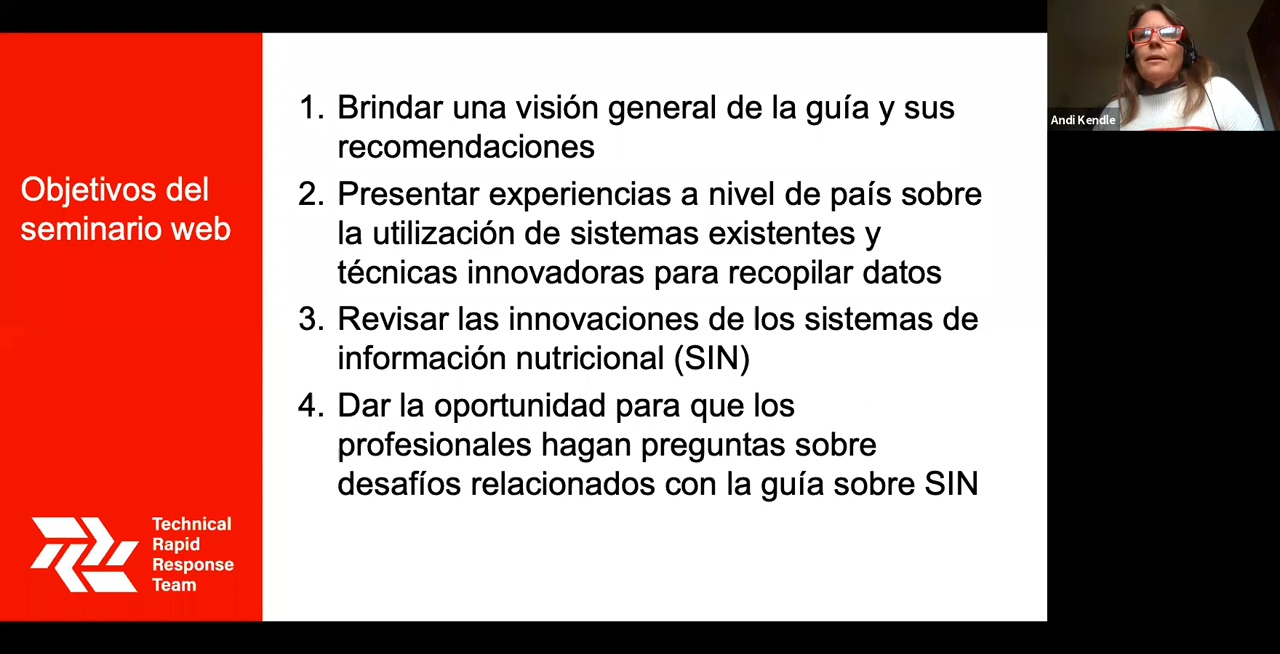 Objetivos del
seminario web
1. Brindar una visión general de la guía y sus
recomendaciones
2. Presentar experiencias a nivel de país sobre
la utilización de sistemas existentes y
técnicas innovadoras para recopilar datos
3. Revisar las innovaciones de los sistemas de
información nutricional (SIN)
4. Dar la oportunidad para que los
profesionales hagan preguntas sobre
desafíos relacionados con la guía sobre SIN
Technical
Rapid
Response
Team
Andi Kendle